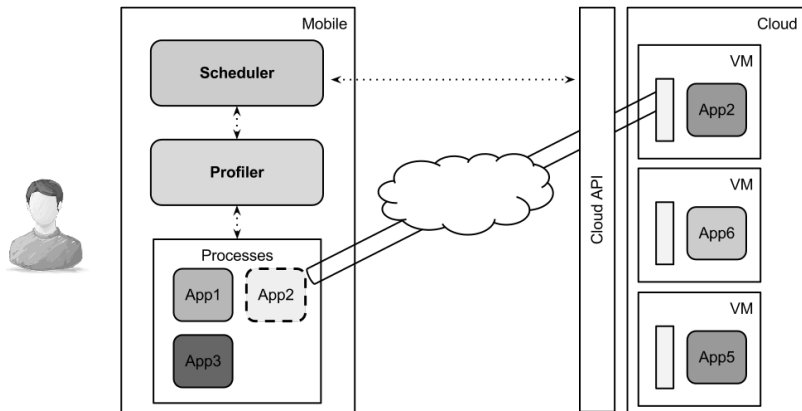 Mobile
Scheduler
Profiler
Processes
App1
App2
App3
Cloud API
Cloud
VM
App2
VM
App6
VM
App5